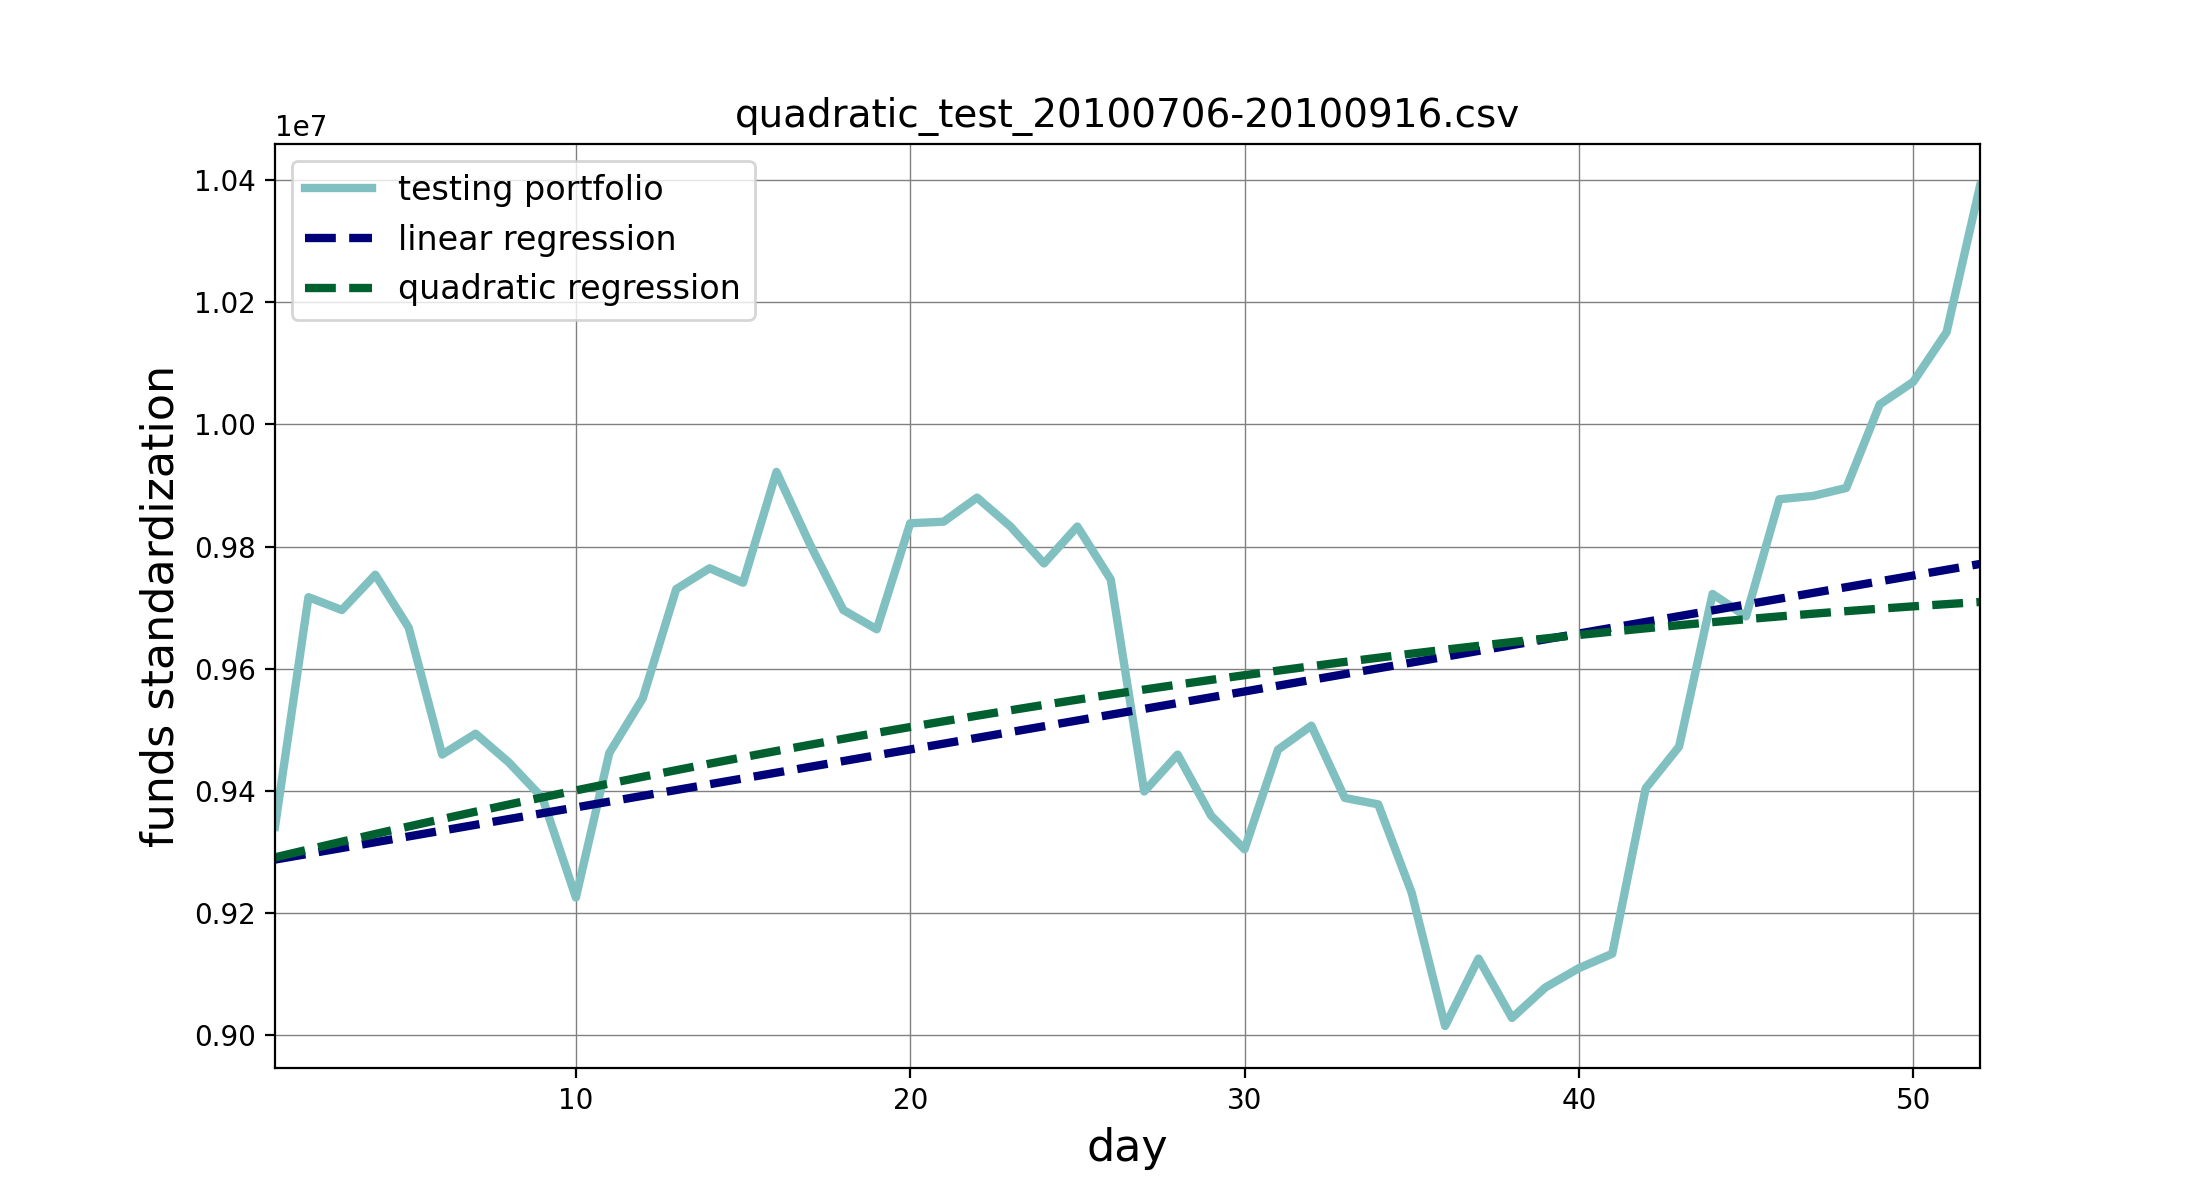 quadratic_test_20100706-20100916.csv
1e7
testing portfolio
linear regression
quadratic regression
funds standardization
1.04
1.02
1.00
0.98
0.96
0.94
0.92
0.90
10 20 30 40 50
day